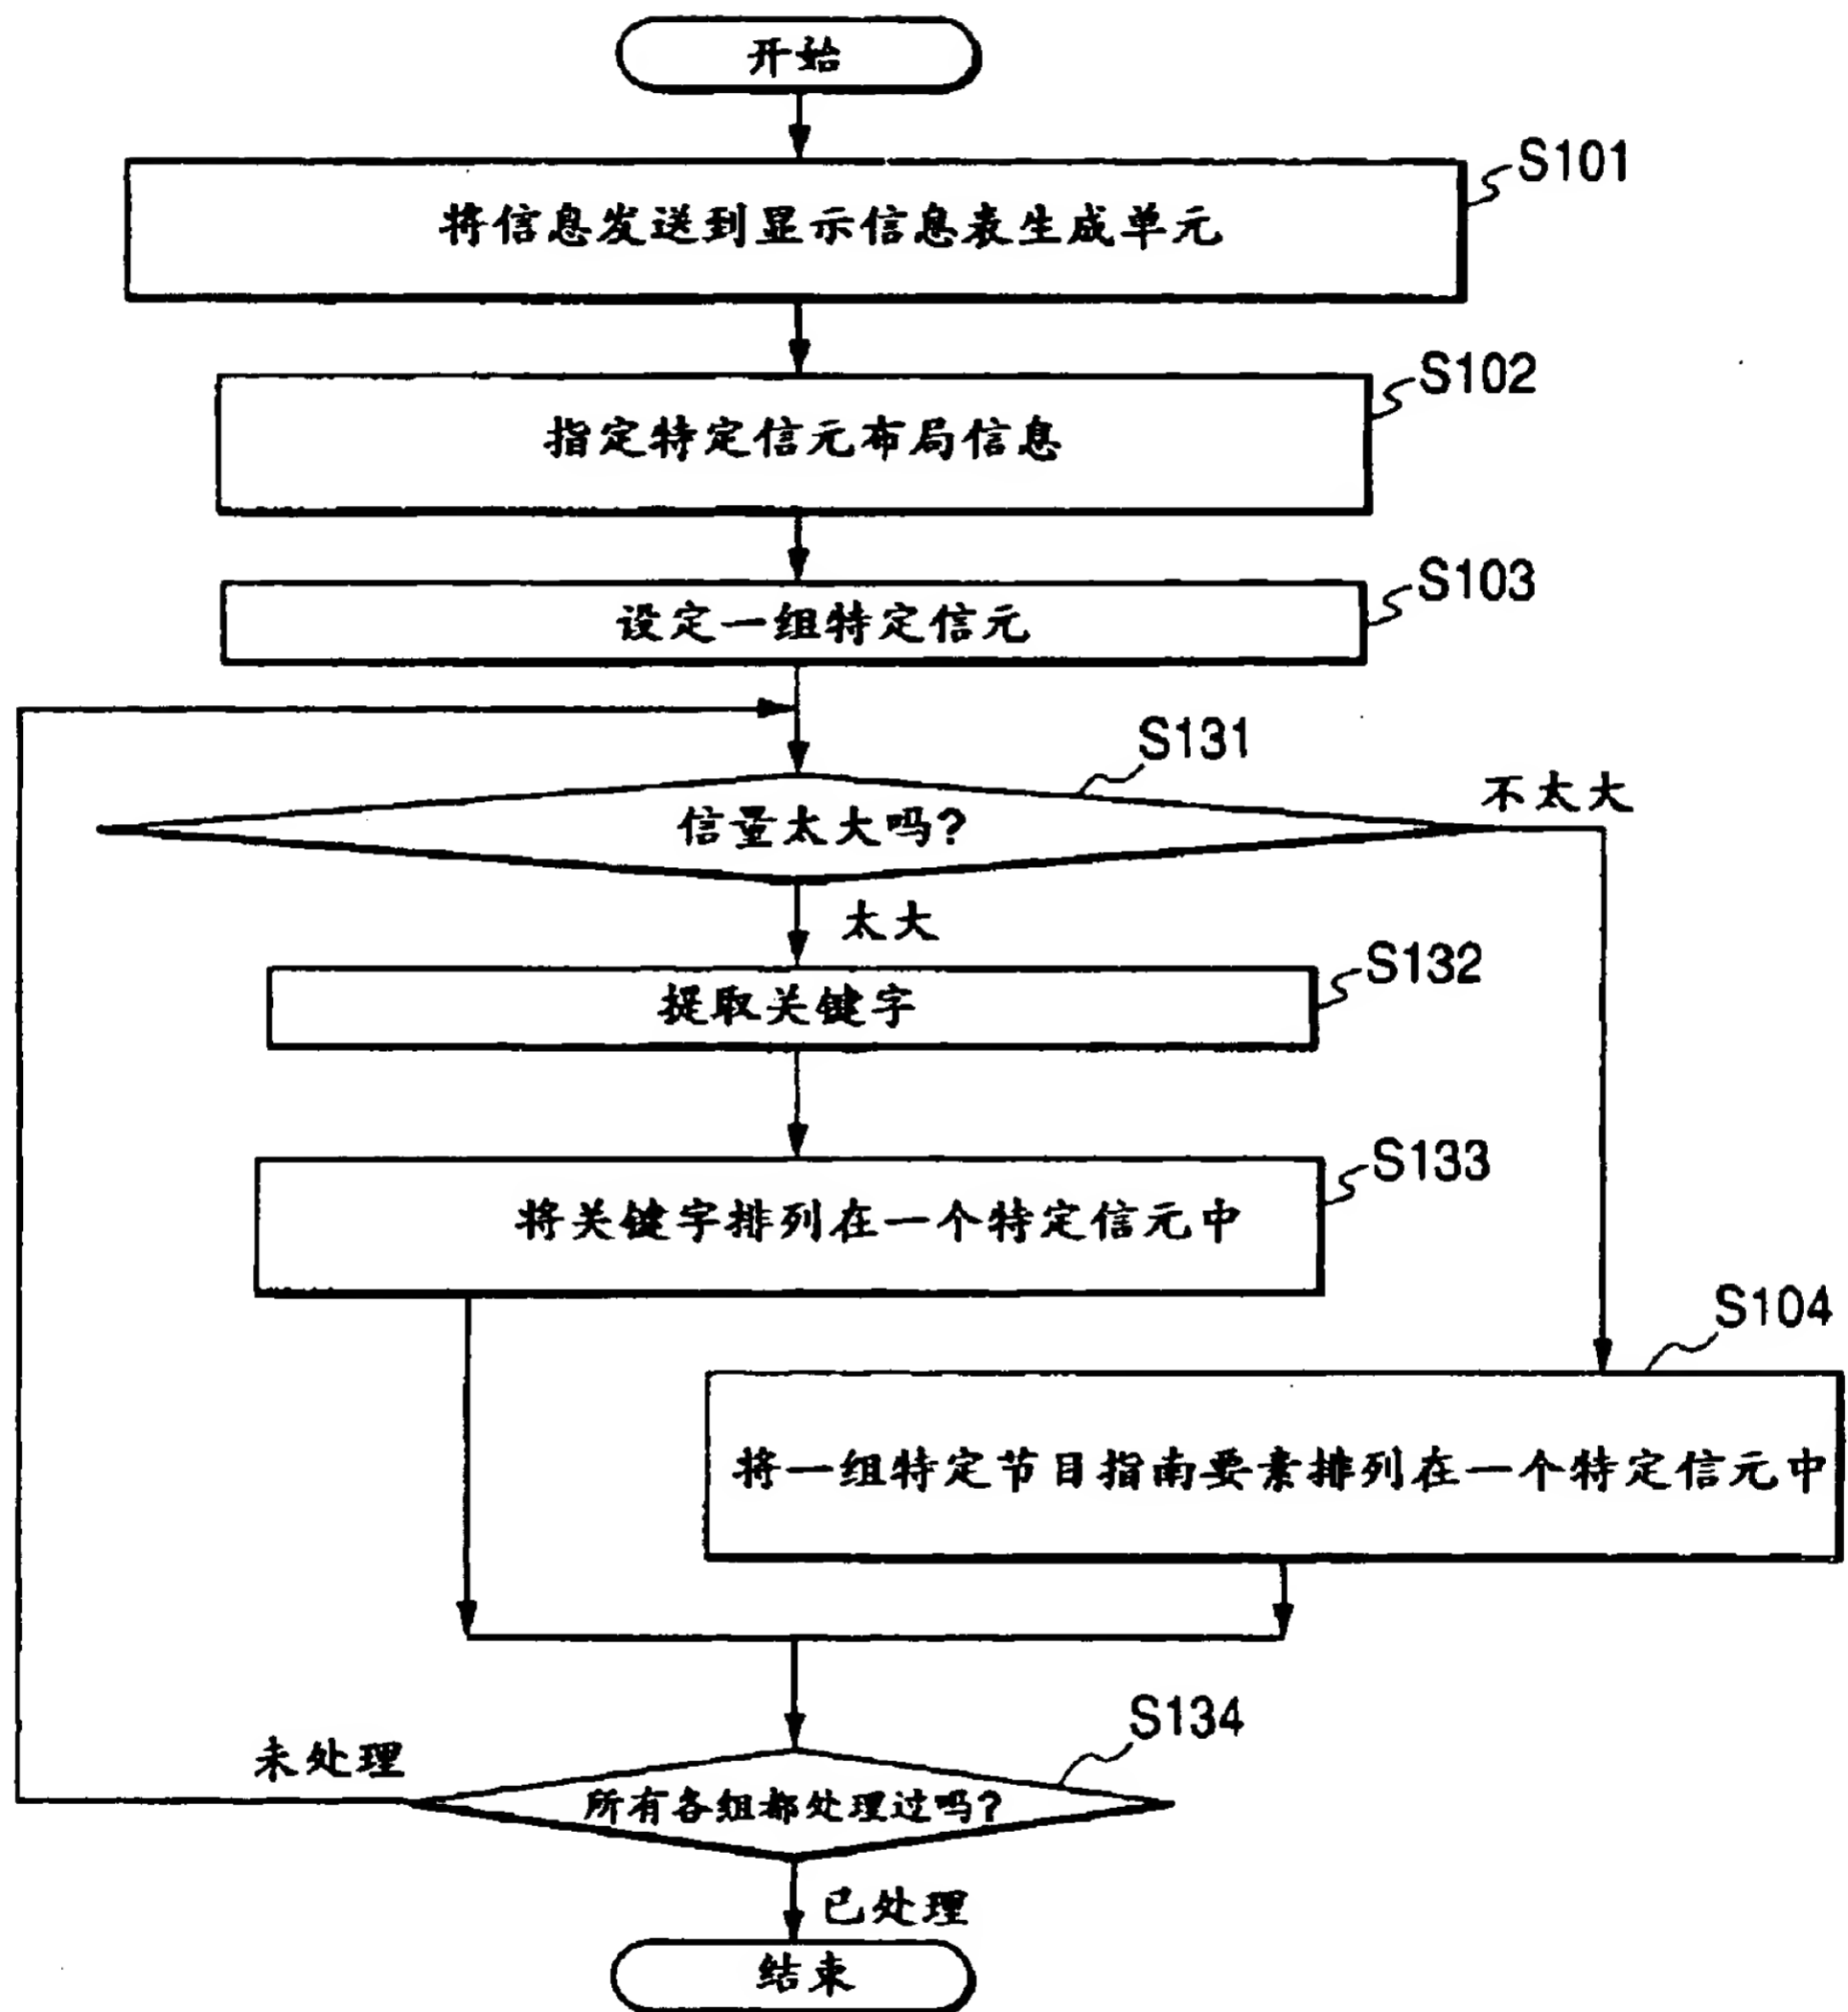 开始
S101
将信息发送到显示信息表生成单元
S102
指定特定信元布局信息
S103
设定一组特定信元
S131
不太大
信量太大吗?
太大
S132
提取关键字
S133
将关键字排列在一个特定信元中
S104
将一组特定节目指南要素排列在一个特定信元中
S134
未处理
所有各组都处理过吗?
已处理
结束